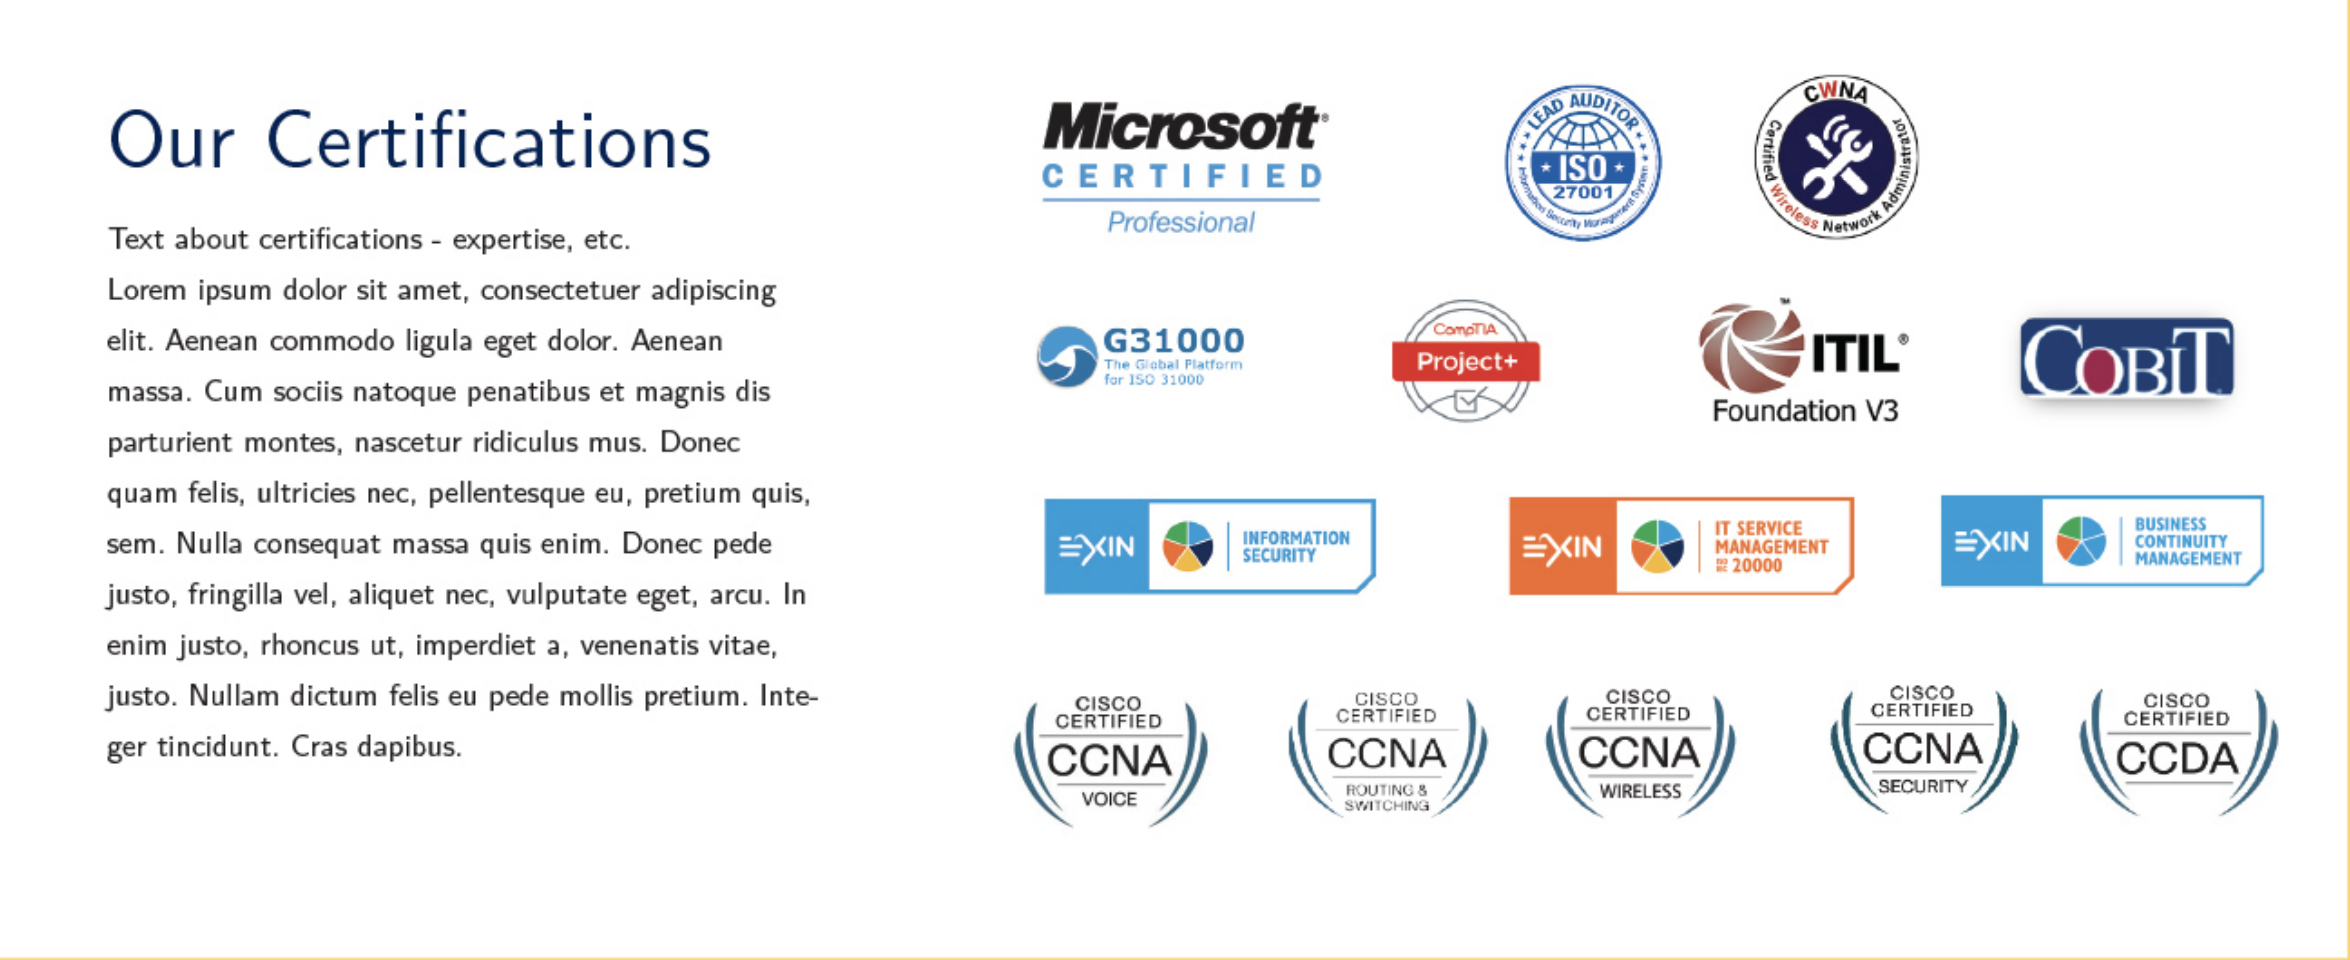 Our Certifications
Text about certifications - expertise, etc.
Lorem ipsum dolor sit amet, consectetuer adipiscing
elit. Aenean commodo ligula eget dolor. Aenean
massa. Cum sociis natoque penatibus et magnis dis
parturient montes, nascetur ridiculus mus. Donec
quam felis, ultricies nec, pellentesque eu, pretium quis,
sem. Nulla consequat massa quis enim. Donec pede
justo, fringilla vel, aliquet nec, vulputate eget, arcu. In
enim justo, rhoncus ut, imperdiet a, venenatis vitae,
justo. Nullam dictum felis eu pede mollis pretium. Inte-
ger tincidunt. Cras dapibus.
Microsoft®
CERTIFIED
Professional
LEAD AUDITOR
ISO
27001
Information Security Management System
CWNA
Certified Wireless Network Administrator
G31000
The Global Platform
for ISO 31000
CompTIA
Project+
ITIL®
™
Foundation V3
COBIT
EXIN
INFORMATION
SECURITY
EXIN
IT SERVICE
MANAGEMENT
ISO IEC 20000
EXIN
BUSINESS
CONTINUITY
MANAGEMENT
CISCO
CERTIFIED
CCNA
VOICE
CISCO
CERTIFIED
CCNA
ROUTING &
SWITCHING
CISCO
CERTIFIED
CCNA
WIRELESS
CISCO
CERTIFIED
CCNA
SECURITY
CISCO
CERTIFIED
CCDA